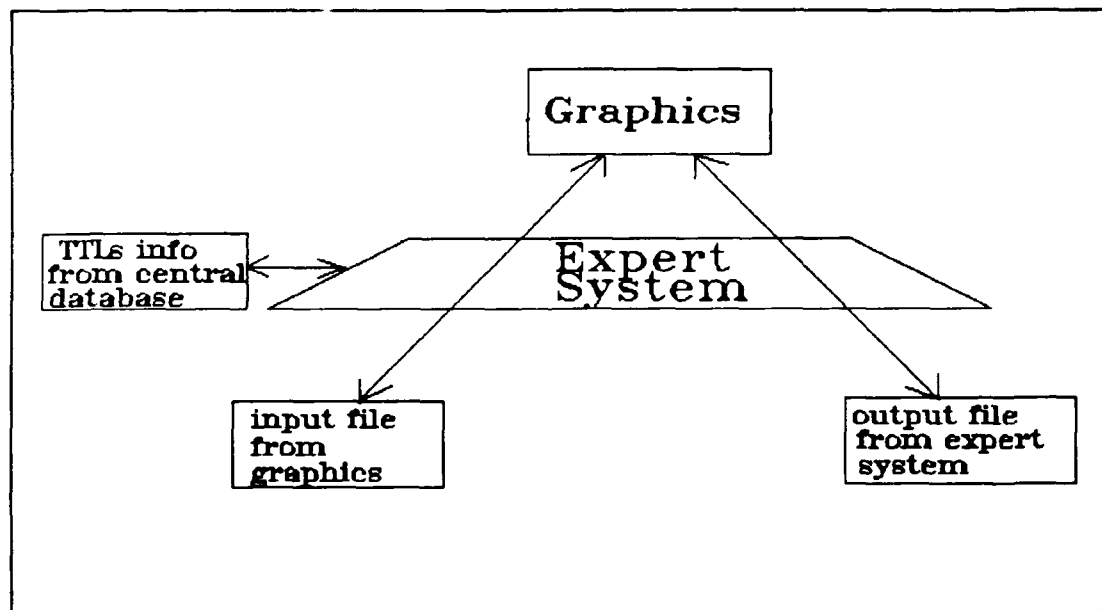 Graphics
TTLs info
from central
database
Expert
System
input file
from
graphics
output file
from expert
system